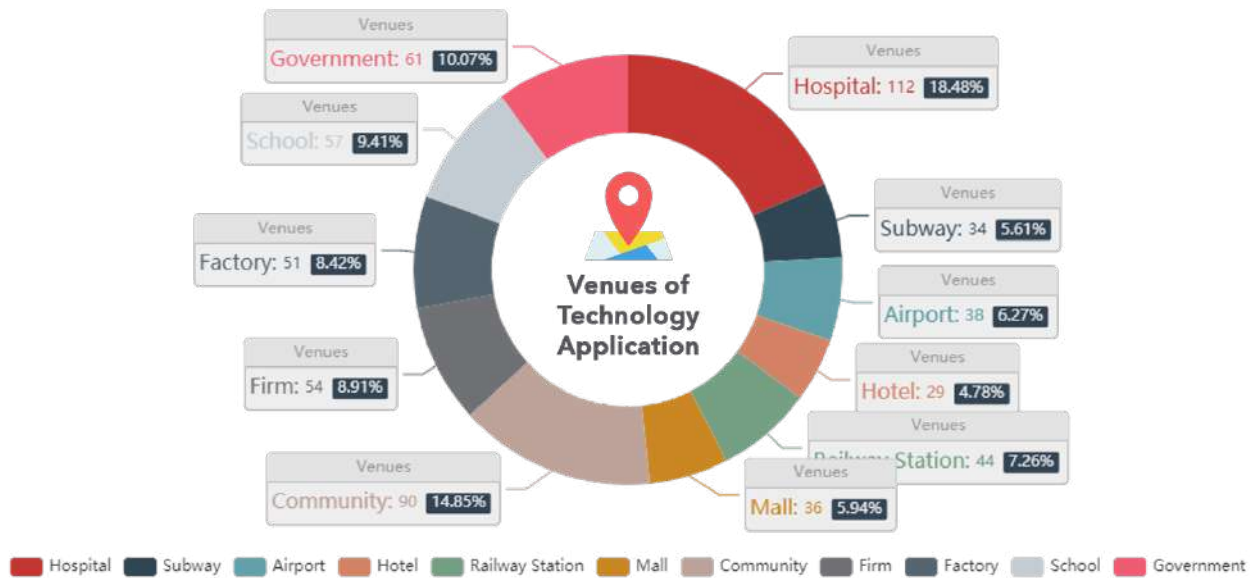 Venues
Government: 61 10.07%
Venues
Hospital: 112 18.48%
Venues
School: 57 9.41%
Venues
Subway: 34 5.61%
Venues
Factory: 51 8.42%
Venues
Airport: 38 6.27%
Venues of
Technology
Application
Venues
Firm: 54 8.91%
Venues
Hotel: 29 4.78%
Venues
Railway Station: 44 7.26%
Venues
Community: 90 14.85%
Venues
Mall: 36 5.94%
Hospital Subway Airport Hotel Railway Station Mall Community Firm Factory School Government